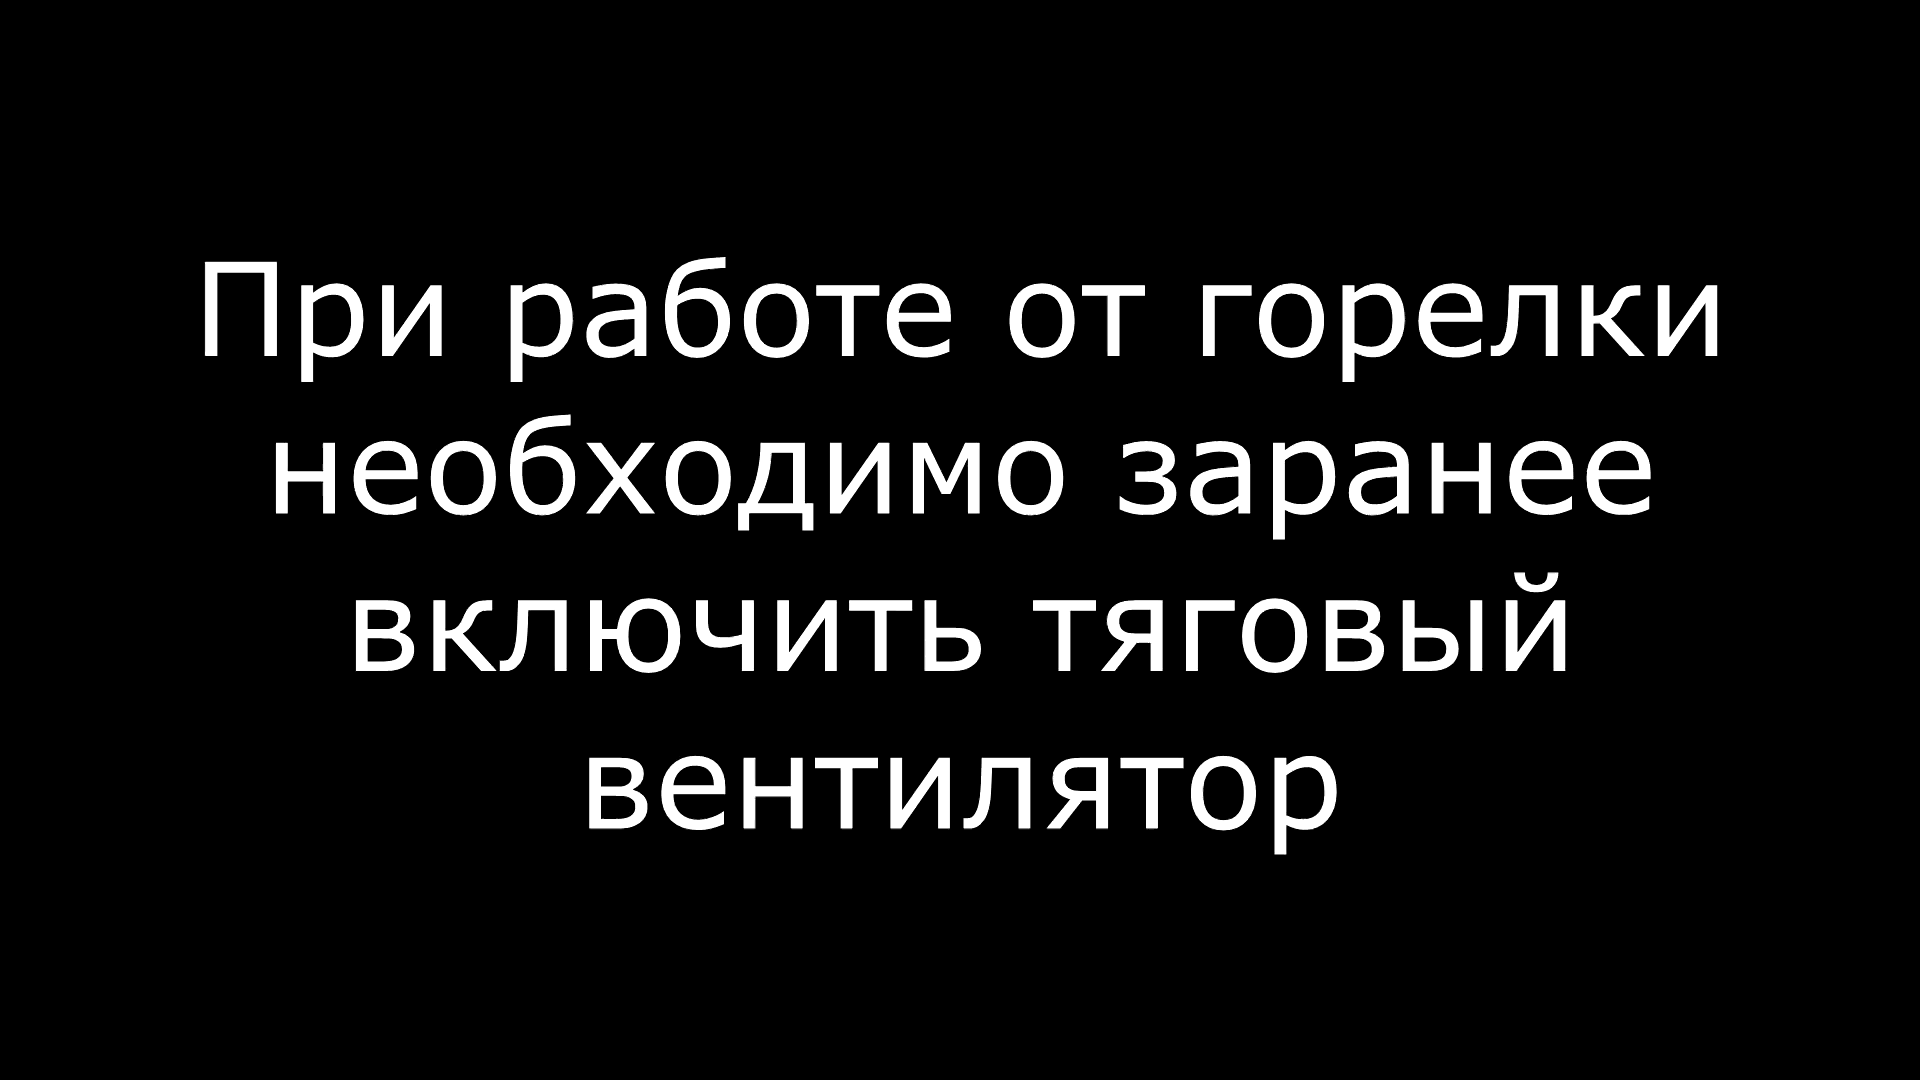 При работе от горелки
необходимо заранее
включить тяговый
вентилятор